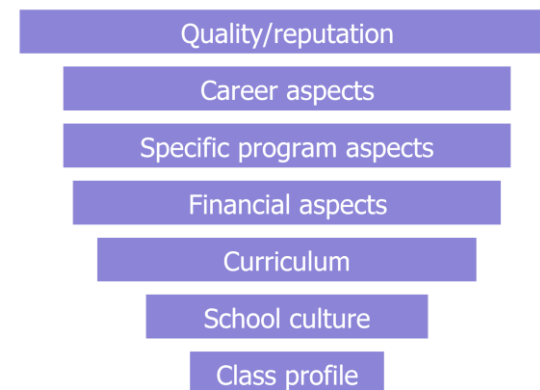 Quality/reputation
Career aspects
Specific program aspects
Financial aspects
Curriculum
School culture
Class profile